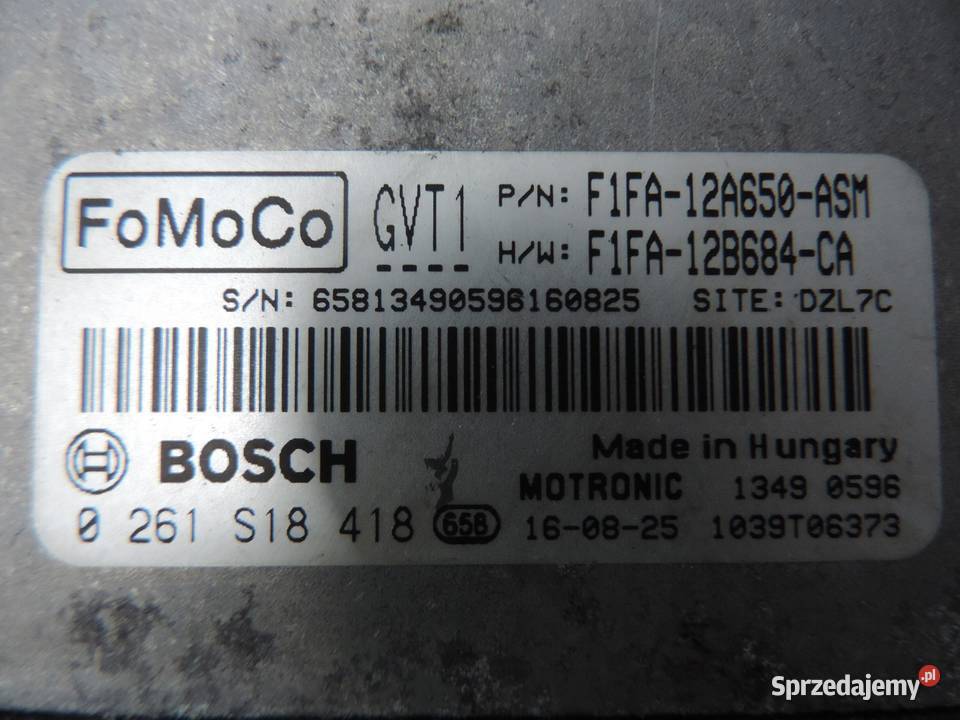 FoMoCo GVT1 P/N: F1FA-12A650-ASM
H/W: F1FA-12B684-CA
S/N: 65813490596160825 SITE: DZL7C
BOSCH Made in Hungary
MOTRONIC 1349 0596
0 261 S18 418 658 16-08-25 1039T06373
Sprzedajemy.pl